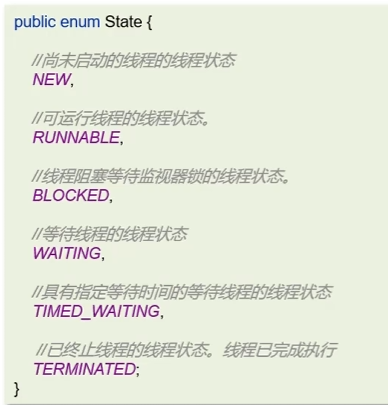 public enum State {
//尚未启动的线程的线程状态
NEW,
//可运行线程的线程状态。
RUNNABLE,
//线程阻塞等待监视器锁的线程状态。
BLOCKED,
//等待线程的线程状态
WAITING,
//具有指定等待时间的等待线程的线程状态
TIMED_WAITING,
//已终止线程的线程状态。线程已完成执行
TERMINATED;
}